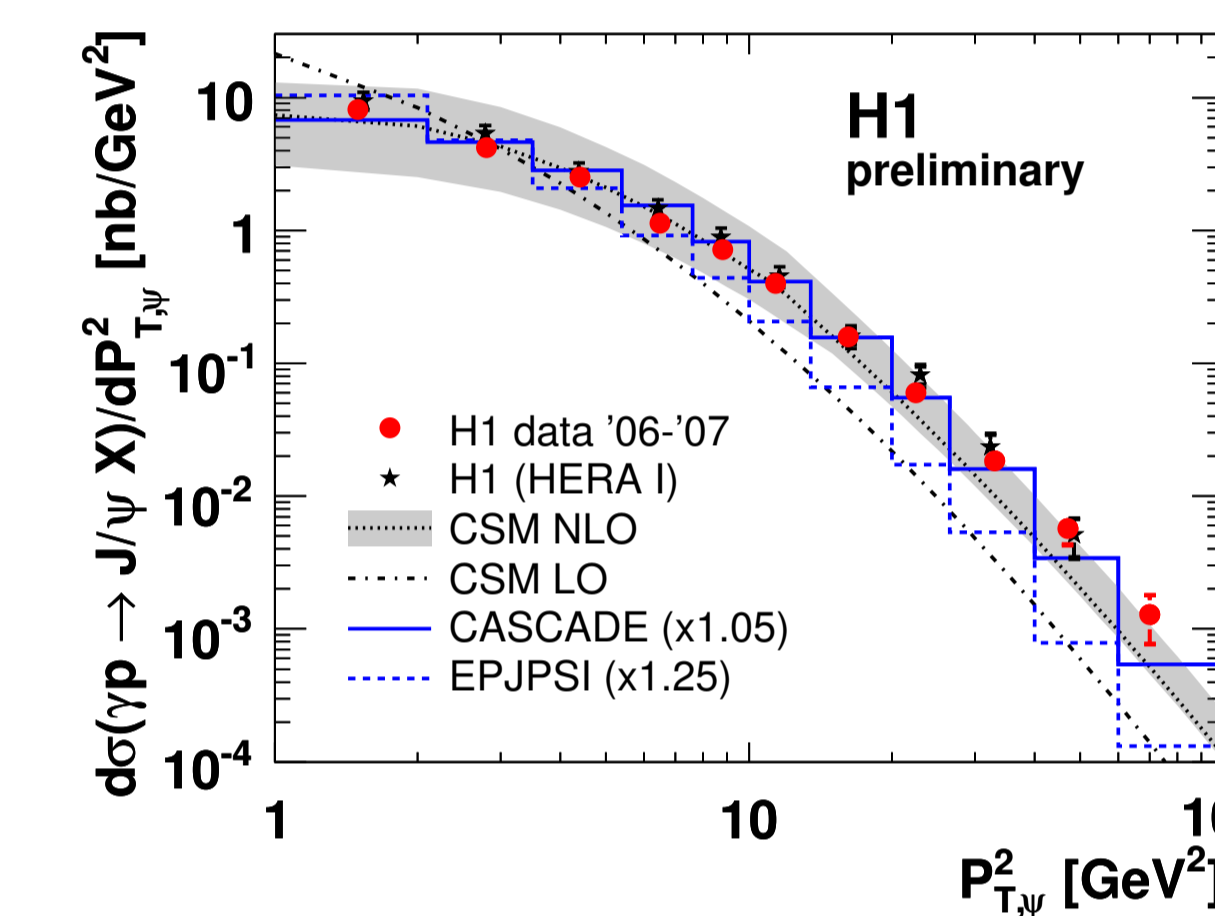 dσ(γp → J/ψ X)/dP²T,ψ [nb/GeV²]
10
1
10⁻¹
10⁻²
10⁻³
10⁻⁴
H1
preliminary
H1 data ’06-’07
H1 (HERA I)
CSM NLO
CSM LO
CASCADE (x1.05)
EPJPSI (x1.25)
1
10
P²T,ψ [GeV²]